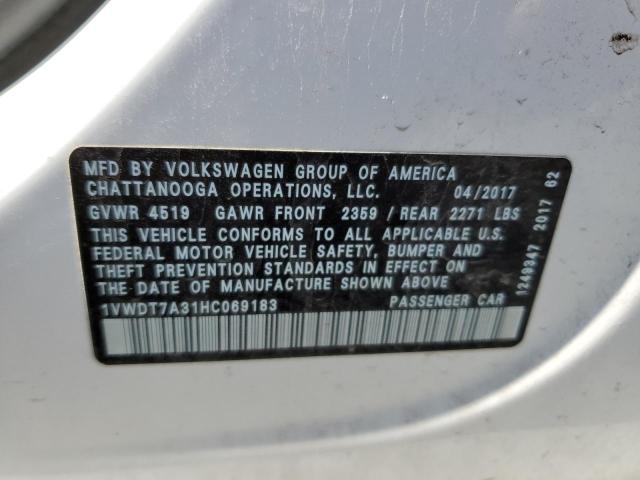 MFD BY VOLKSWAGEN GROUP OF AMERICA
CHATTANOOGA OPERATIONS, LLC. 04/2017
GVWR 4519 GAWR FRONT 2359 / REAR 2271 LBS
THIS VEHICLE CONFORMS TO ALL APPLICABLE U.S.
FEDERAL MOTOR VEHICLE SAFETY, BUMPER AND
THEFT PREVENTION STANDARDS IN EFFECT ON
THE DATE OF MANUFACTURE SHOWN ABOVE
1VWDT7A31HC069183 PASSENGER CAR
1249347 2017 62